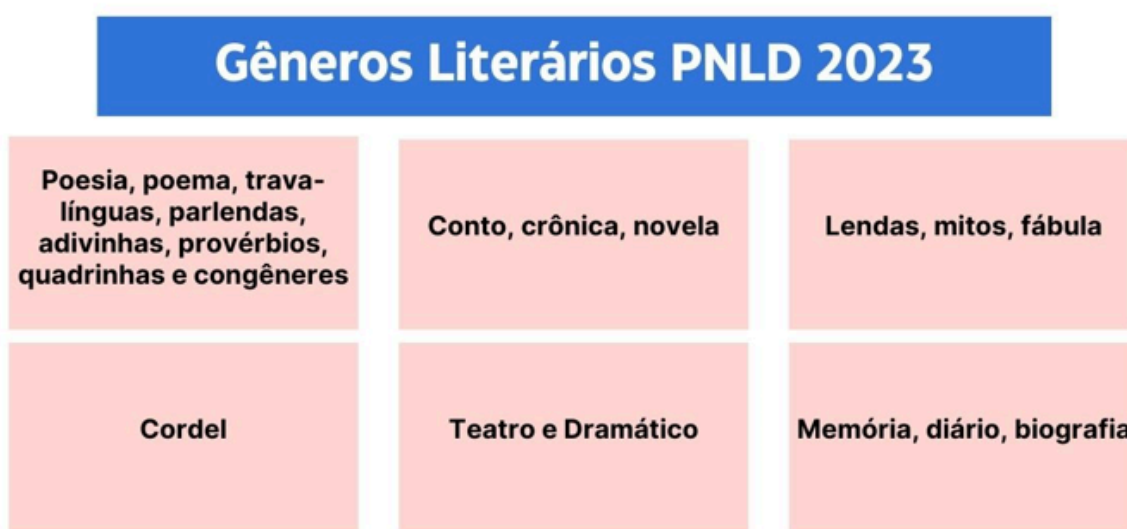 Gêneros Literários PNLD 2023
Poesia, poema, trava-
línguas, parlendas,
adivinhas, provérbios,
quadrinhas e congêneres
Conto, crônica, novela
Lendas, mitos, fábula
Cordel
Teatro e Dramático
Memória, diário, biografia